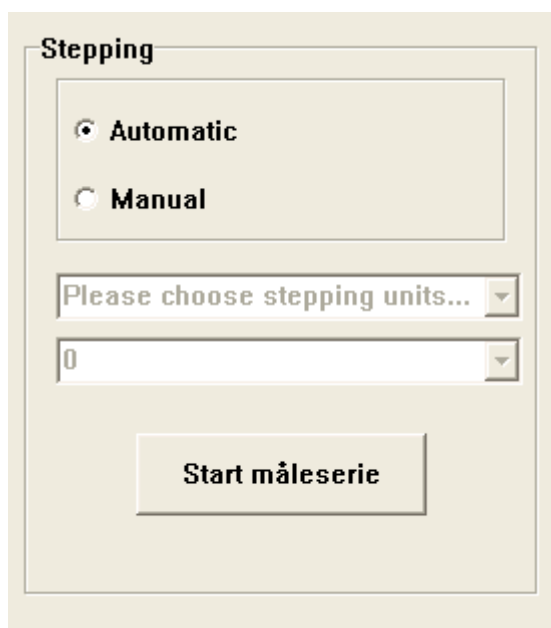 Stepping
Automatic
Manual
Please choose stepping units...
0
Start måleserie